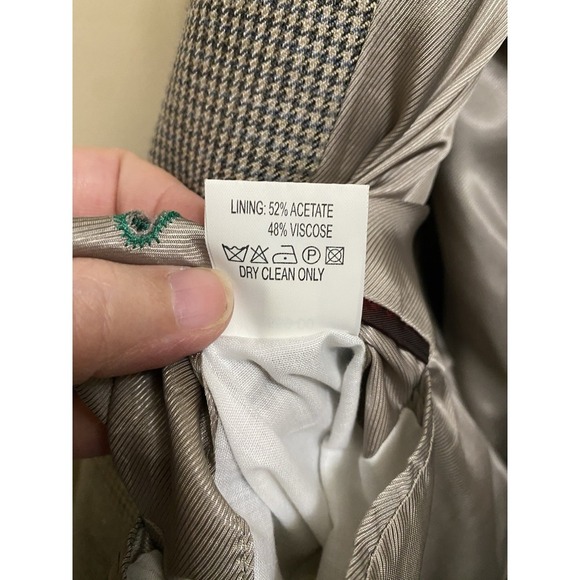 LINING: 52% ACETATE
48% VISCOSE
P
DRY CLEAN ONLY